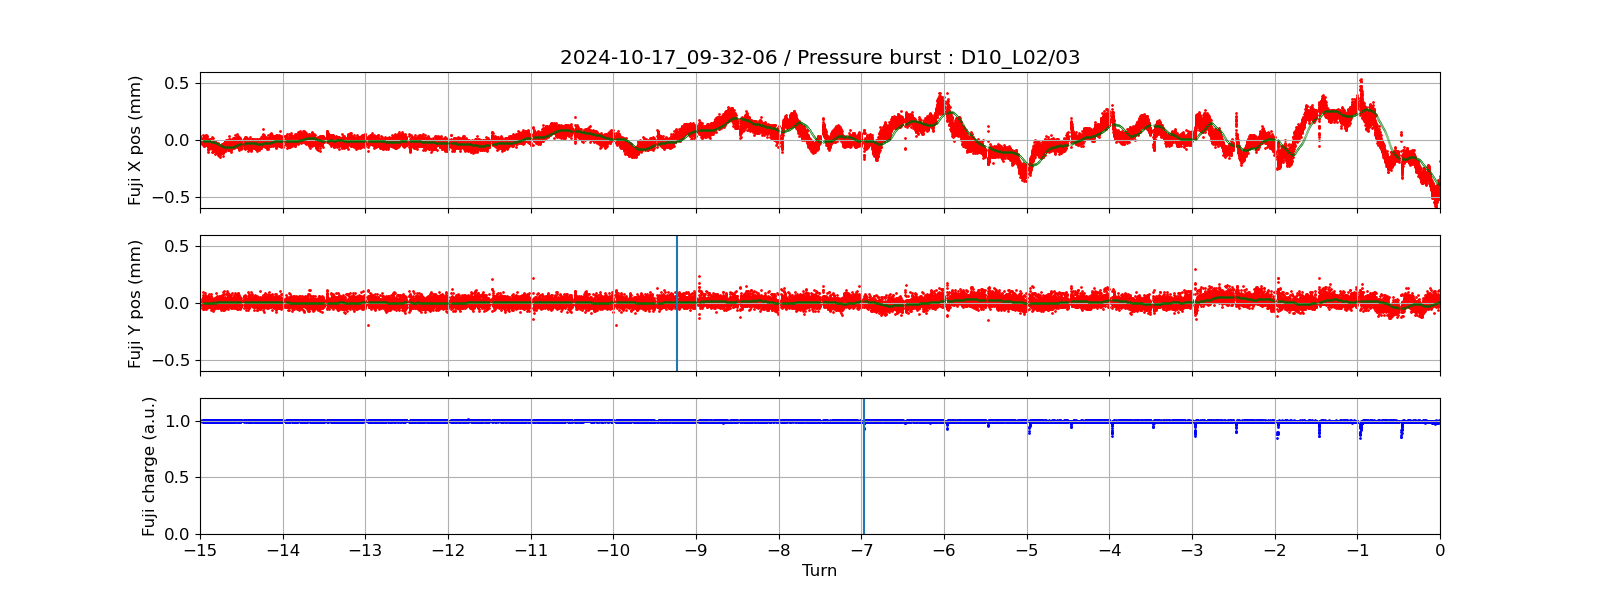 2024-10-17_09-32-06 / Pressure burst : D10_L02/03
Fuji X pos (mm)
0.5
0.0
−0.5
Fuji Y pos (mm)
0.5
0.0
−0.5
Fuji charge (a.u.)
1.0
0.5
0.0
−15 −14 −13 −12 −11 −10 −9 −8 −7 −6 −5 −4 −3 −2 −1 0
Turn